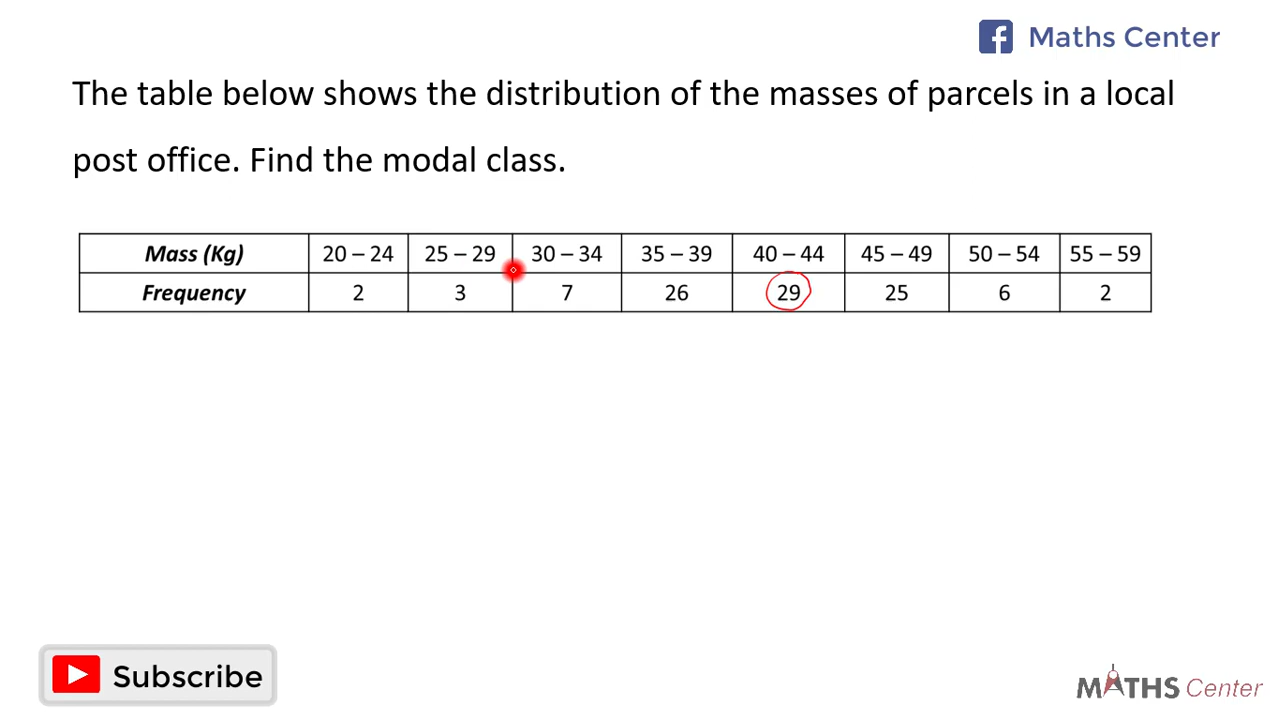 Maths Center
The table below shows the distribution of the masses of parcels in a local
post office. Find the modal class.
Mass (Kg) 20 – 24 25 – 29 30 – 34 35 – 39 40 – 44 45 – 49 50 – 54 55 – 59
Frequency 2 3 7 26 29 25 6 2
Subscribe
MATHS Center